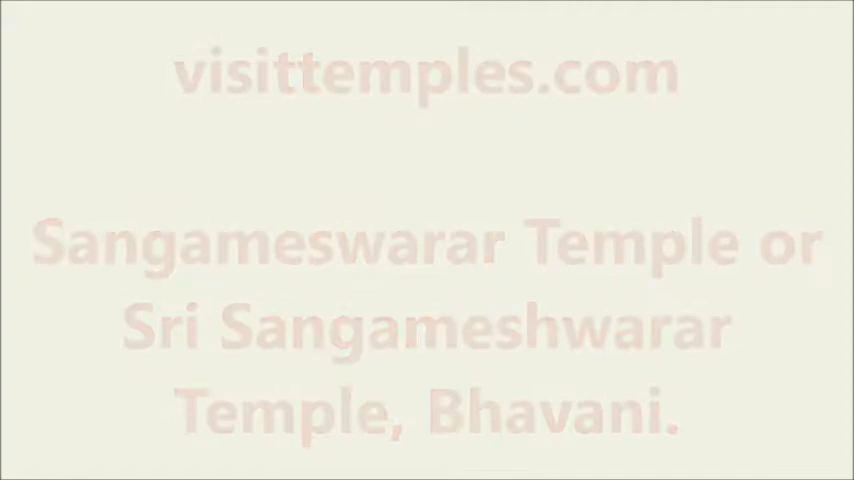 visittemples.com
Sangameswarar Temple or
Sri Sangameshwarar
Temple, Bhavani.